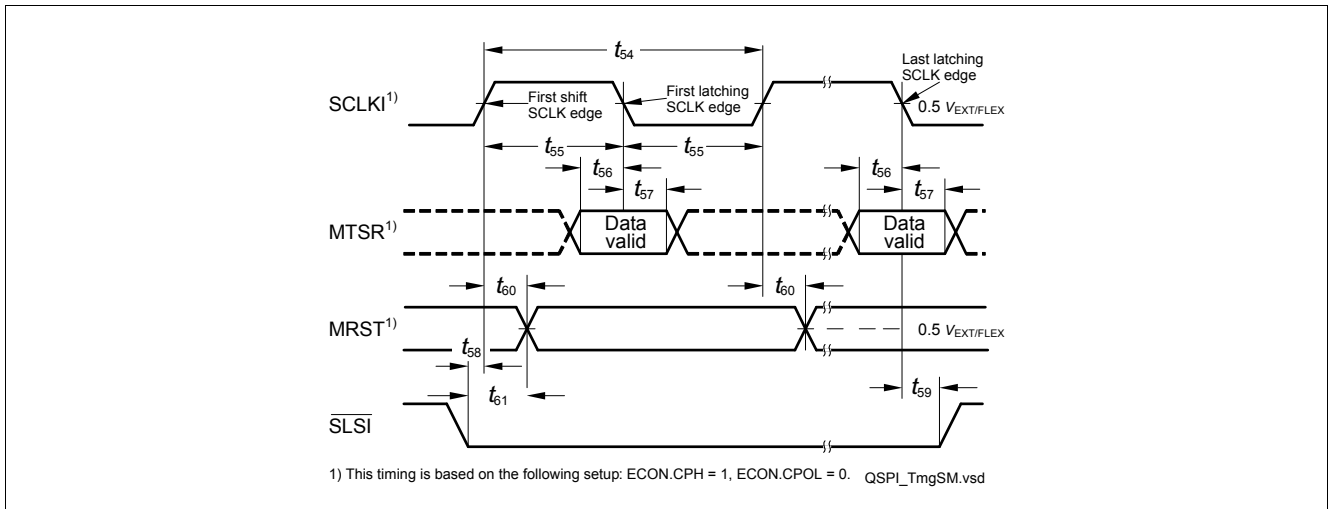 t54
Last latching
SCLK edge
SCLKI1)
First shift
SCLK edge
First latching
SCLK edge
0.5 VEXT/FLEX
t55
t55
t56
t56
t57
t57
MTSR1)
Data
valid
Data
valid
t60
t60
MRST1)
0.5 VEXT/FLEX
t58
t61
t59
SLSI
1) This timing is based on the following setup: ECON.CPH = 1, ECON.CPOL = 0.
QSPI_TmgSM.vsd